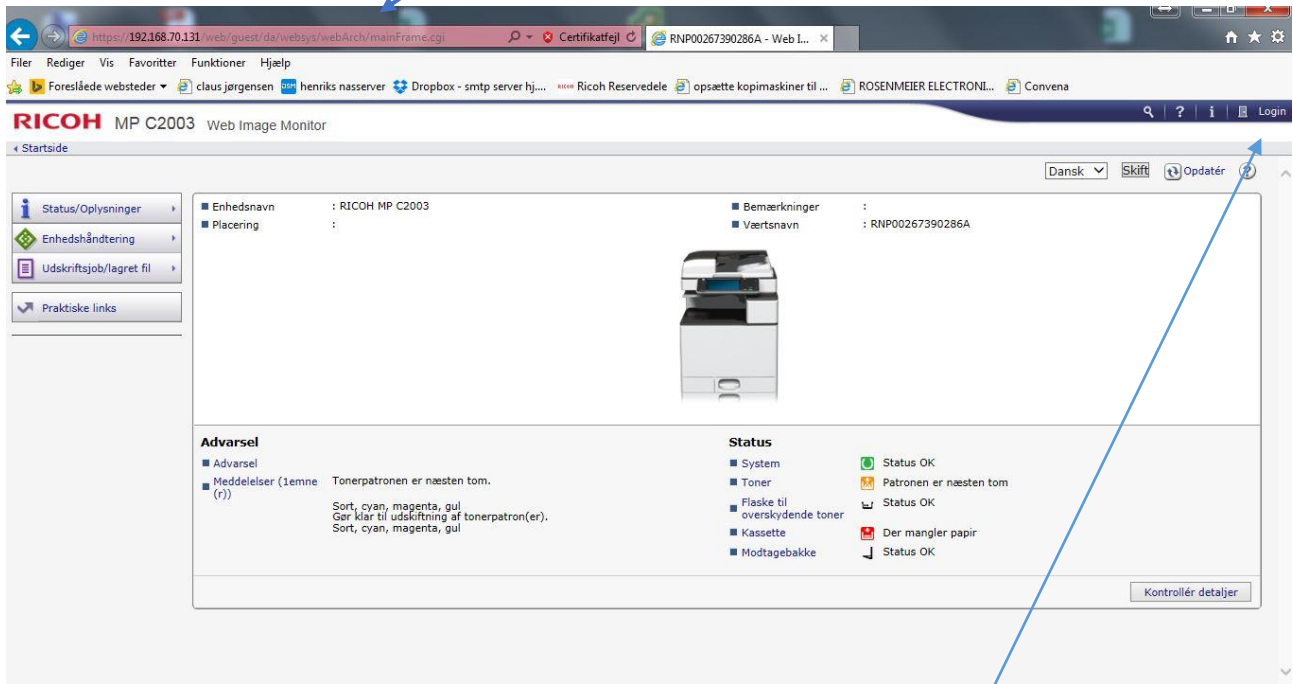 https://192.168.70.131/web/guest/da/websys/webArch/mainFrame.cgi
Certifikatfejl
RNP00267390286A - Web I...
Filer Rediger Vis Favoritter Funktioner Hjælp
Foreslåede websteder claus jørgensen henriks nasserver Dropbox - smtp server hj.... Ricoh Reservedele opsætte kopimaskiner til ... ROSENMEIER ELECTRONI... Convena
RICOH MP C2003 Web Image Monitor
Login
Startside
Dansk Skift Opdatér
Status/Oplysninger
Enhedshåndtering
Udskriftsjob/lagret fil
Praktiske links
Enhedsnavn : RICOH MP C2003
Placering :
Bemærkninger :
Værtsnavn : RNP00267390286A
Advarsel
Advarsel
Meddelelser (1emne(r)) Tonerpatronen er næsten tom.
Sort, cyan, magenta, gul
Gør klar til udskiftning af tonerpatron(er).
Sort, cyan, magenta, gul
Status
System Status OK
Toner Patronen er næsten tom
Flaske til overskydende toner Status OK
Kassette Der mangler papir
Modtagebakke Status OK
Kontrollér detaljer